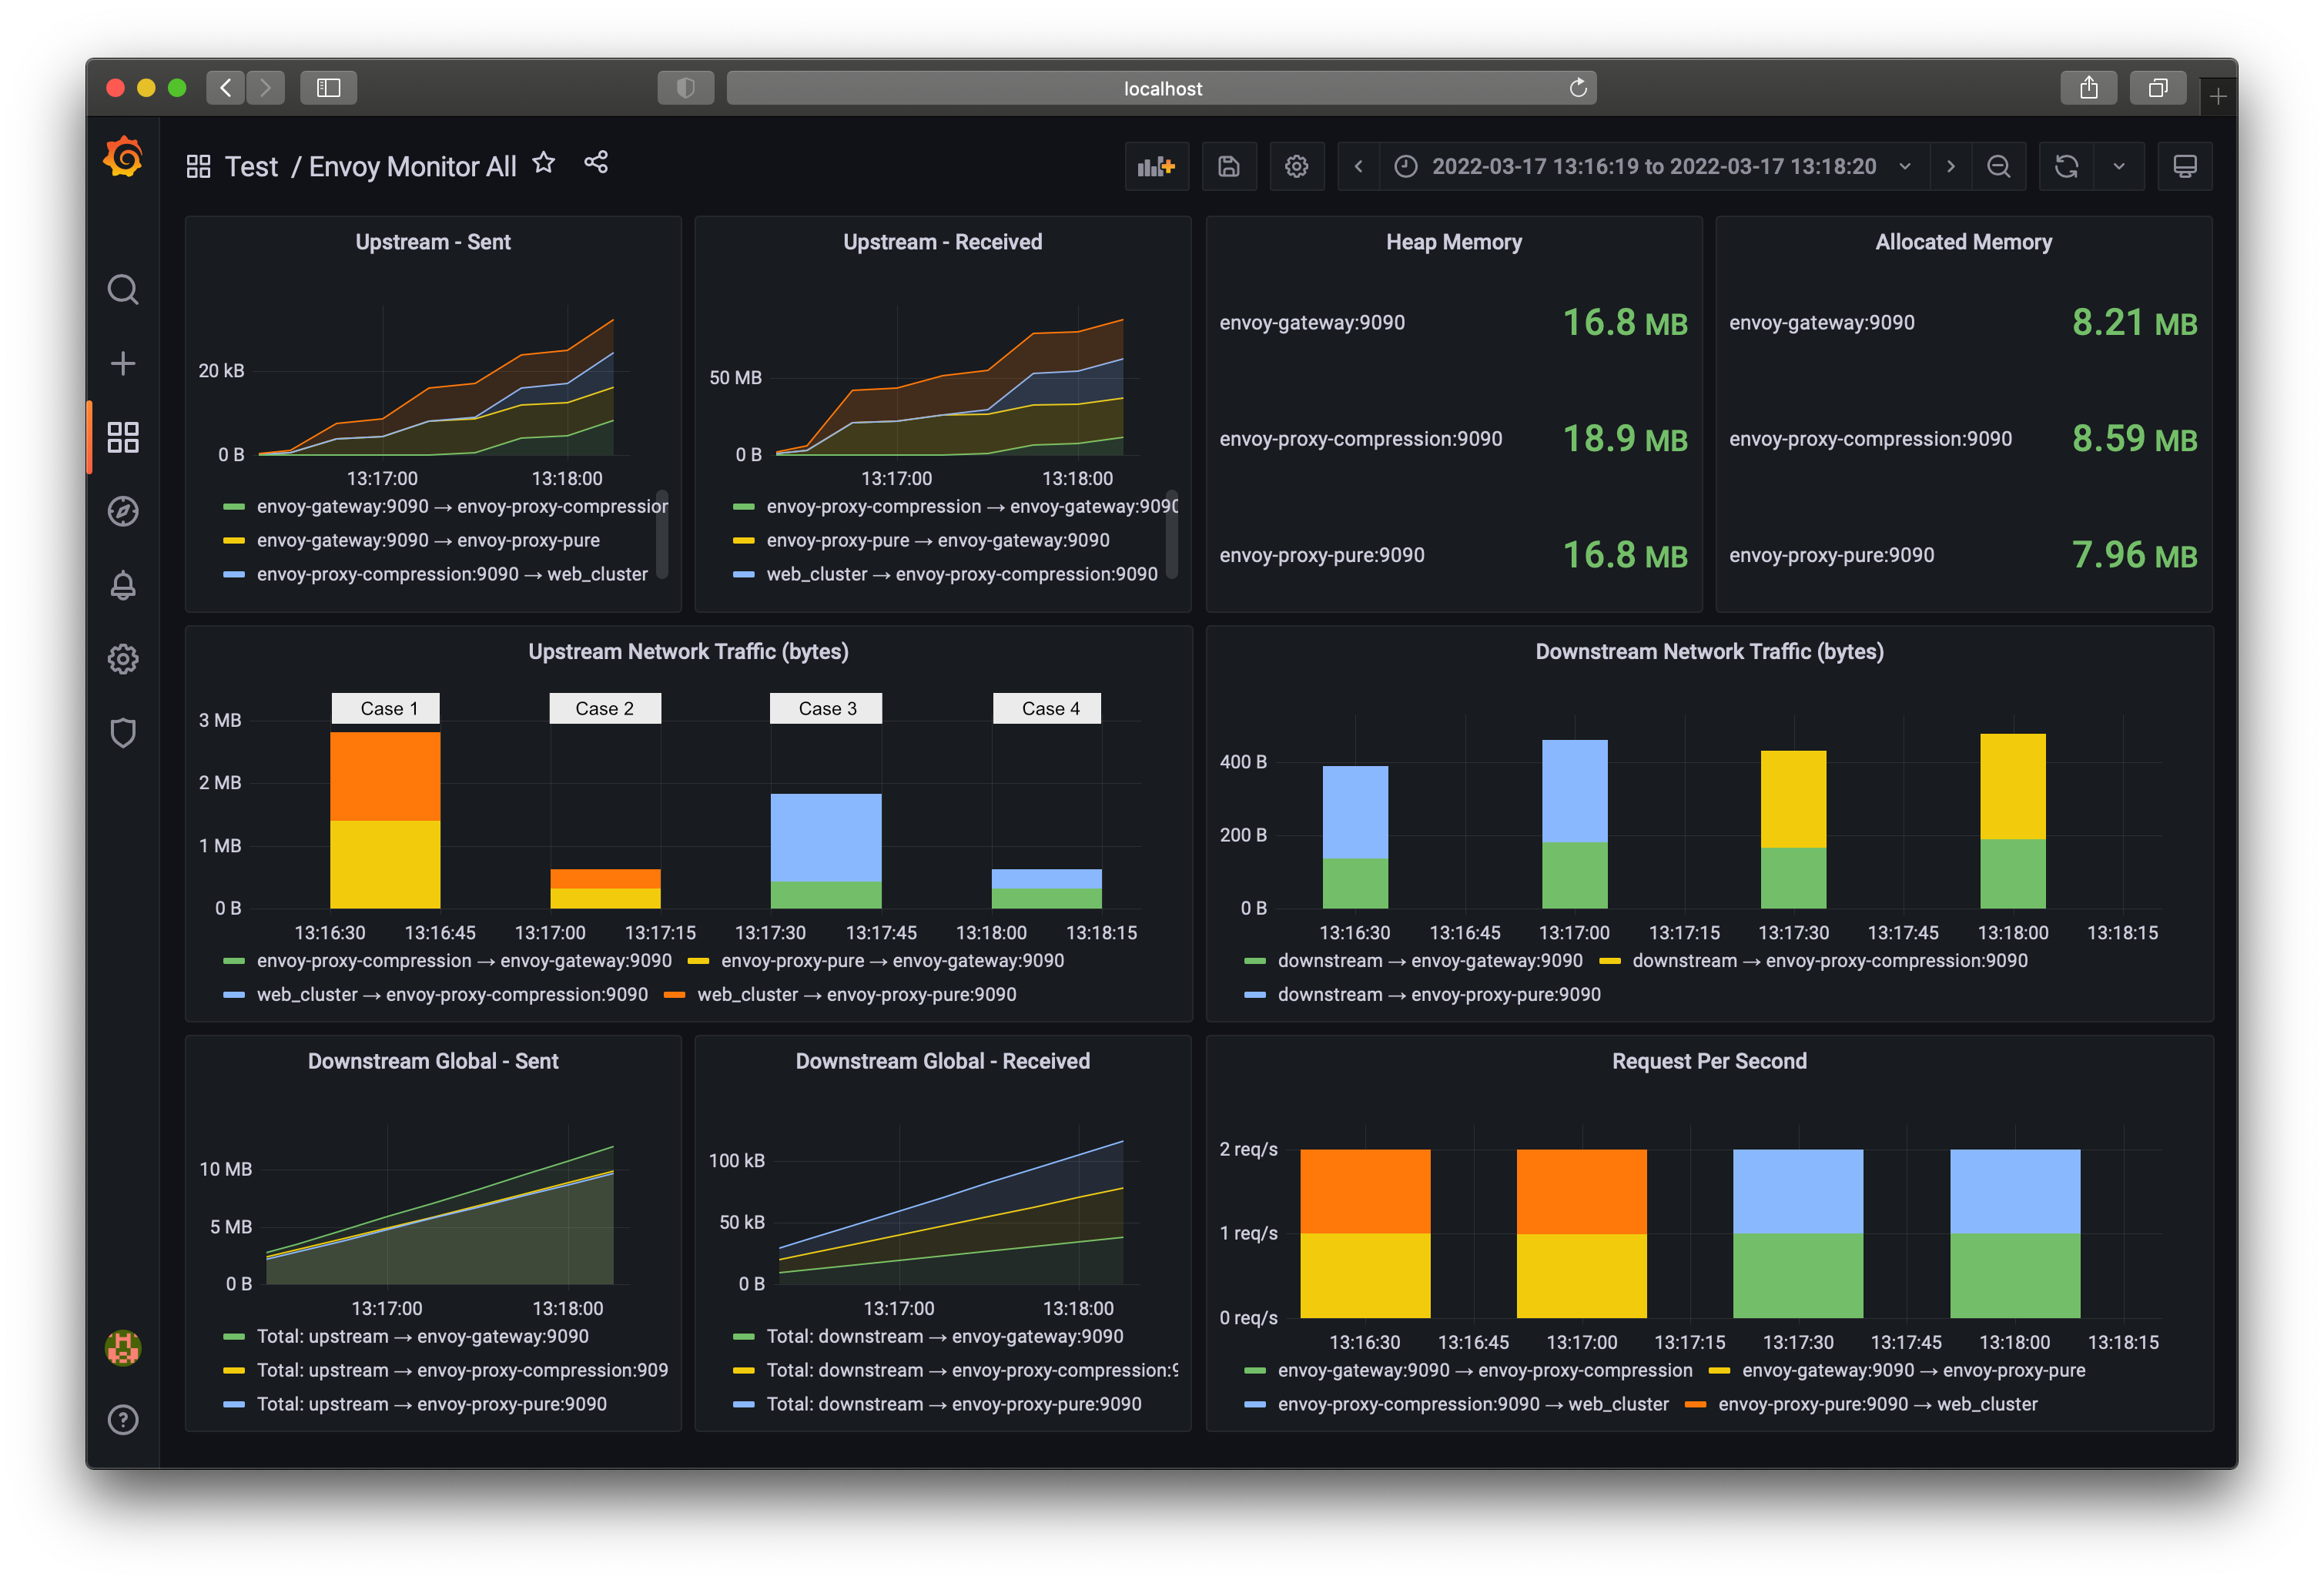 localhost
Test / Envoy Monitor All
2022-03-17 13:16:19 to 2022-03-17 13:18:20
Upstream - Sent
20 kB
0 B
13:17:00 13:18:00
envoy-gateway:9090 → envoy-proxy-compression
envoy-gateway:9090 → envoy-proxy-pure
envoy-proxy-compression:9090 → web_cluster
Upstream - Received
50 MB
0 B
13:17:00 13:18:00
envoy-proxy-compression → envoy-gateway:9090
envoy-proxy-pure → envoy-gateway:9090
web_cluster → envoy-proxy-compression:9090
Heap Memory
envoy-gateway:9090 16.8 MB
envoy-proxy-compression:9090 18.9 MB
envoy-proxy-pure:9090 16.8 MB
Allocated Memory
envoy-gateway:9090 8.21 MB
envoy-proxy-compression:9090 8.59 MB
envoy-proxy-pure:9090 7.96 MB
Upstream Network Traffic (bytes)
Case 1 Case 2 Case 3 Case 4
3 MB
2 MB
1 MB
0 B
13:16:30 13:16:45 13:17:00 13:17:15 13:17:30 13:17:45 13:18:00 13:18:15
envoy-proxy-compression → envoy-gateway:9090 envoy-proxy-pure → envoy-gateway:9090
web_cluster → envoy-proxy-compression:9090 web_cluster → envoy-proxy-pure:9090
Downstream Network Traffic (bytes)
400 B
200 B
0 B
13:16:30 13:16:45 13:17:00 13:17:15 13:17:30 13:17:45 13:18:00 13:18:15
downstream → envoy-gateway:9090 downstream → envoy-proxy-compression:9090
downstream → envoy-proxy-pure:9090
Downstream Global - Sent
10 MB
5 MB
0 B
13:17:00 13:18:00
Total: upstream → envoy-gateway:9090
Total: upstream → envoy-proxy-compression:909
Total: upstream → envoy-proxy-pure:9090
Downstream Global - Received
100 kB
50 kB
0 B
13:17:00 13:18:00
Total: downstream → envoy-gateway:9090
Total: downstream → envoy-proxy-compression:9
Total: downstream → envoy-proxy-pure:9090
Request Per Second
2 req/s
1 req/s
0 req/s
13:16:30 13:16:45 13:17:00 13:17:15 13:17:30 13:17:45 13:18:00 13:18:15
envoy-gateway:9090 → envoy-proxy-compression envoy-gateway:9090 → envoy-proxy-pure
envoy-proxy-compression:9090 → web_cluster envoy-proxy-pure:9090 → web_cluster